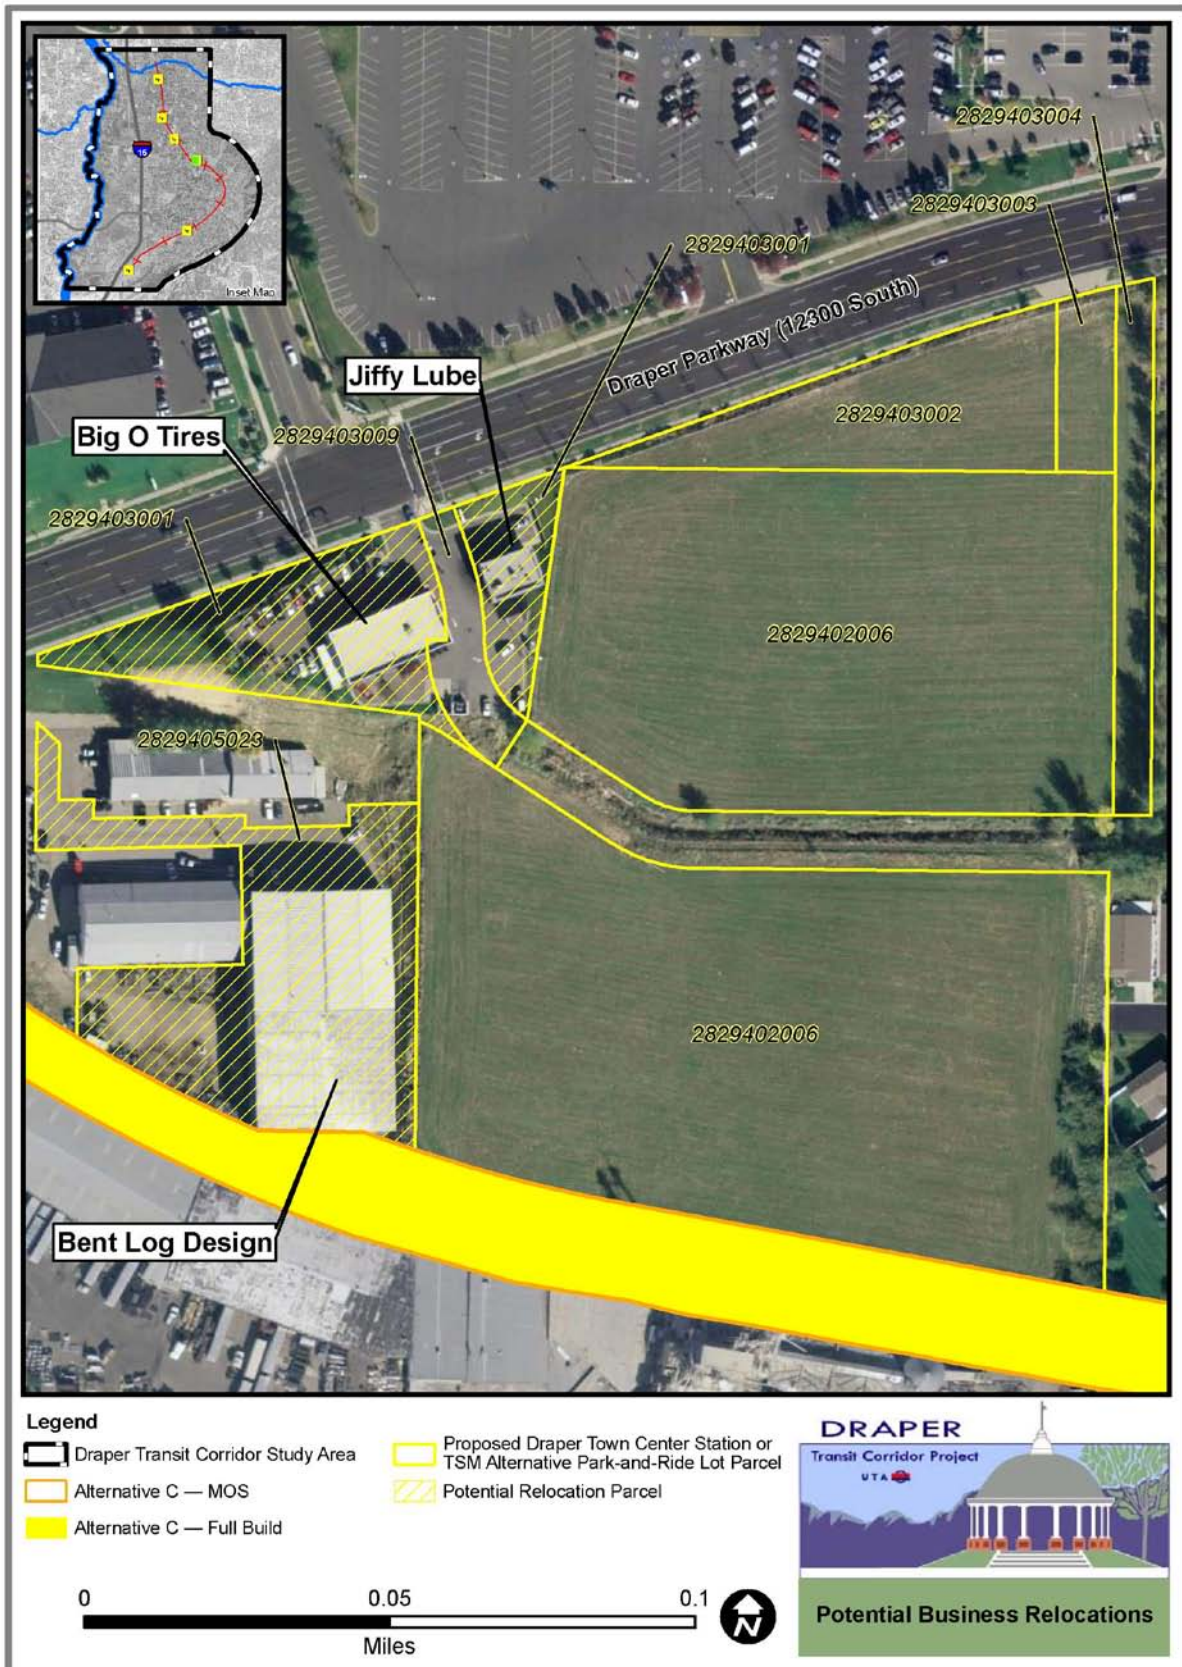 15
Inset Map
2829403004
2829403003
2829403001
Draper Parkway (12300 South)
Jiffy Lube
2829403002
Big O Tires
2829403009
2829403001
2829402006
2829405023
2829402006
Bent Log Design
Legend
Draper Transit Corridor Study Area
Alternative C — MOS
Alternative C — Full Build
Proposed Draper Town Center Station or
TSM Alternative Park-and-Ride Lot Parcel
Potential Relocation Parcel
0 0.05 0.1
Miles
N
DRAPER
Transit Corridor Project
UTA
Potential Business Relocations